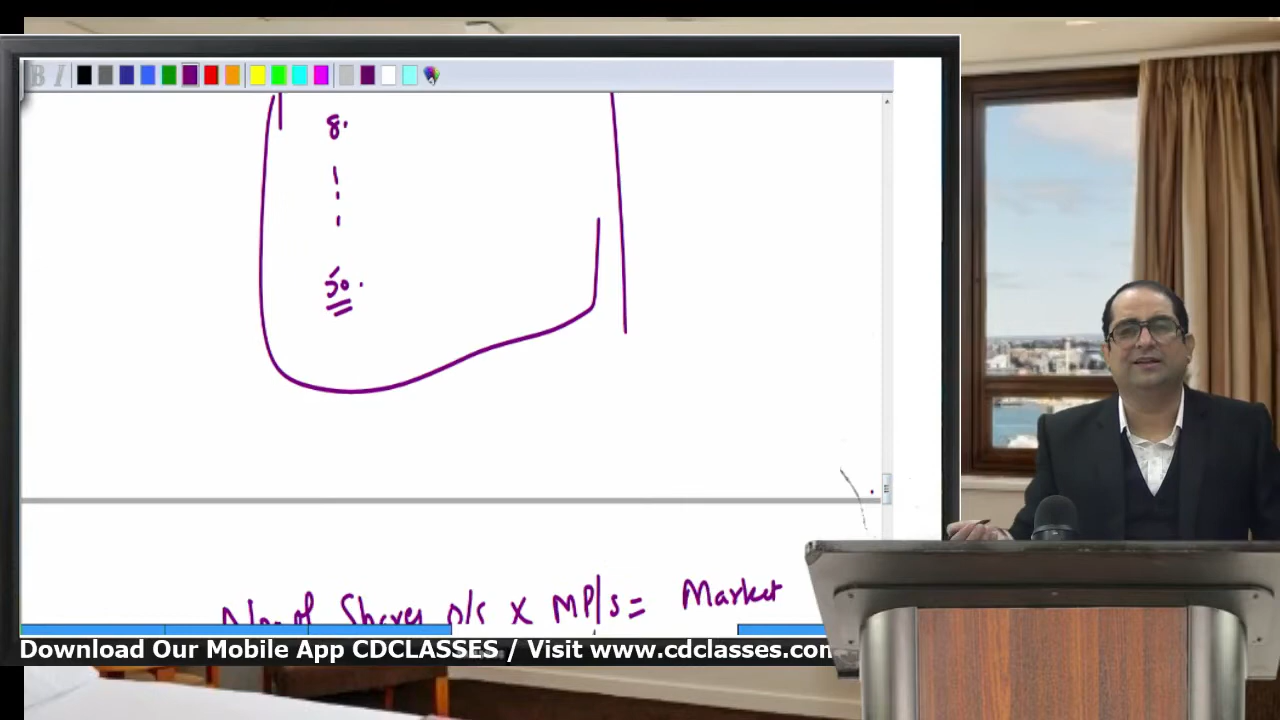 B I
8.
50.
No. of Shares o/s X MP/s = Market
Download Our Mobile App CDCLASSES / Visit www.cdclasses.com